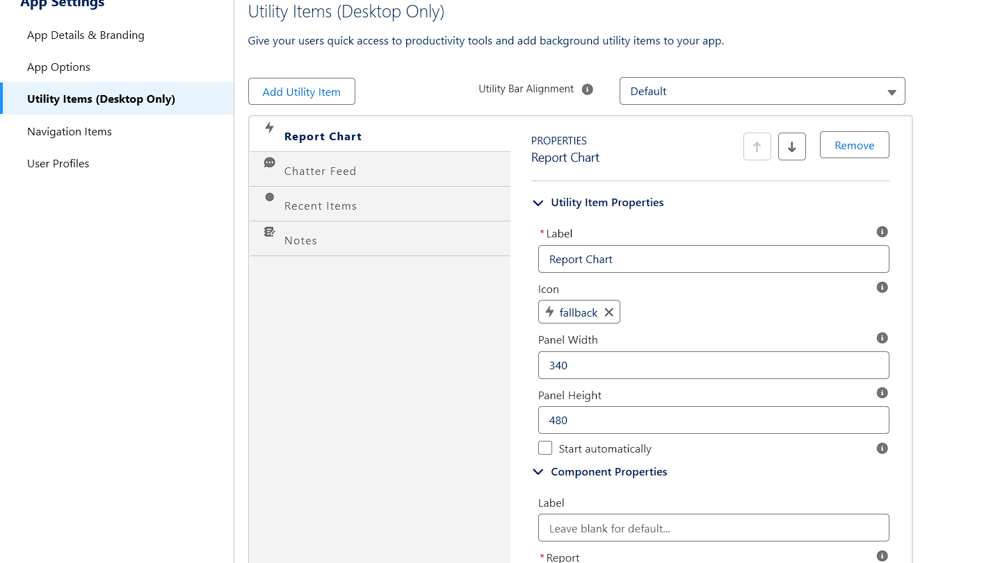 App Settings
App Details & Branding
App Options
Utility Items (Desktop Only)
Navigation Items
User Profiles
Utility Items (Desktop Only)
Give your users quick access to productivity tools and add background utility items to your app.
Add Utility Item
Utility Bar Alignment
Default
Report Chart
Chatter Feed
Recent Items
Notes
PROPERTIES
Report Chart
Remove
Utility Item Properties
*Label
Report Chart
Icon
fallback
Panel Width
340
Panel Height
480
Start automatically
Component Properties
Label
Leave blank for default...
*Report